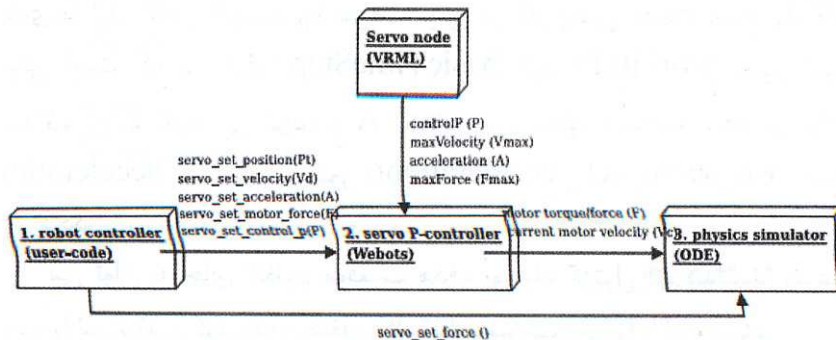 Servo node
(VRML)
controlP (P)
maxVelocity (Vmax)
acceleration (A)
maxForce (Fmax)
servo_set_position(Pt)
servo_set_velocity(Vd)
servo_set_acceleration(A)
servo_set_motor_force(F)
servo_set_control_p(P)
1. robot controller
(user-code)
2. servo P-controller
(Webots)
motor torque/force (F)
current motor velocity (Vc)
3. physics simulator
(ODE)
servo_set_force ()